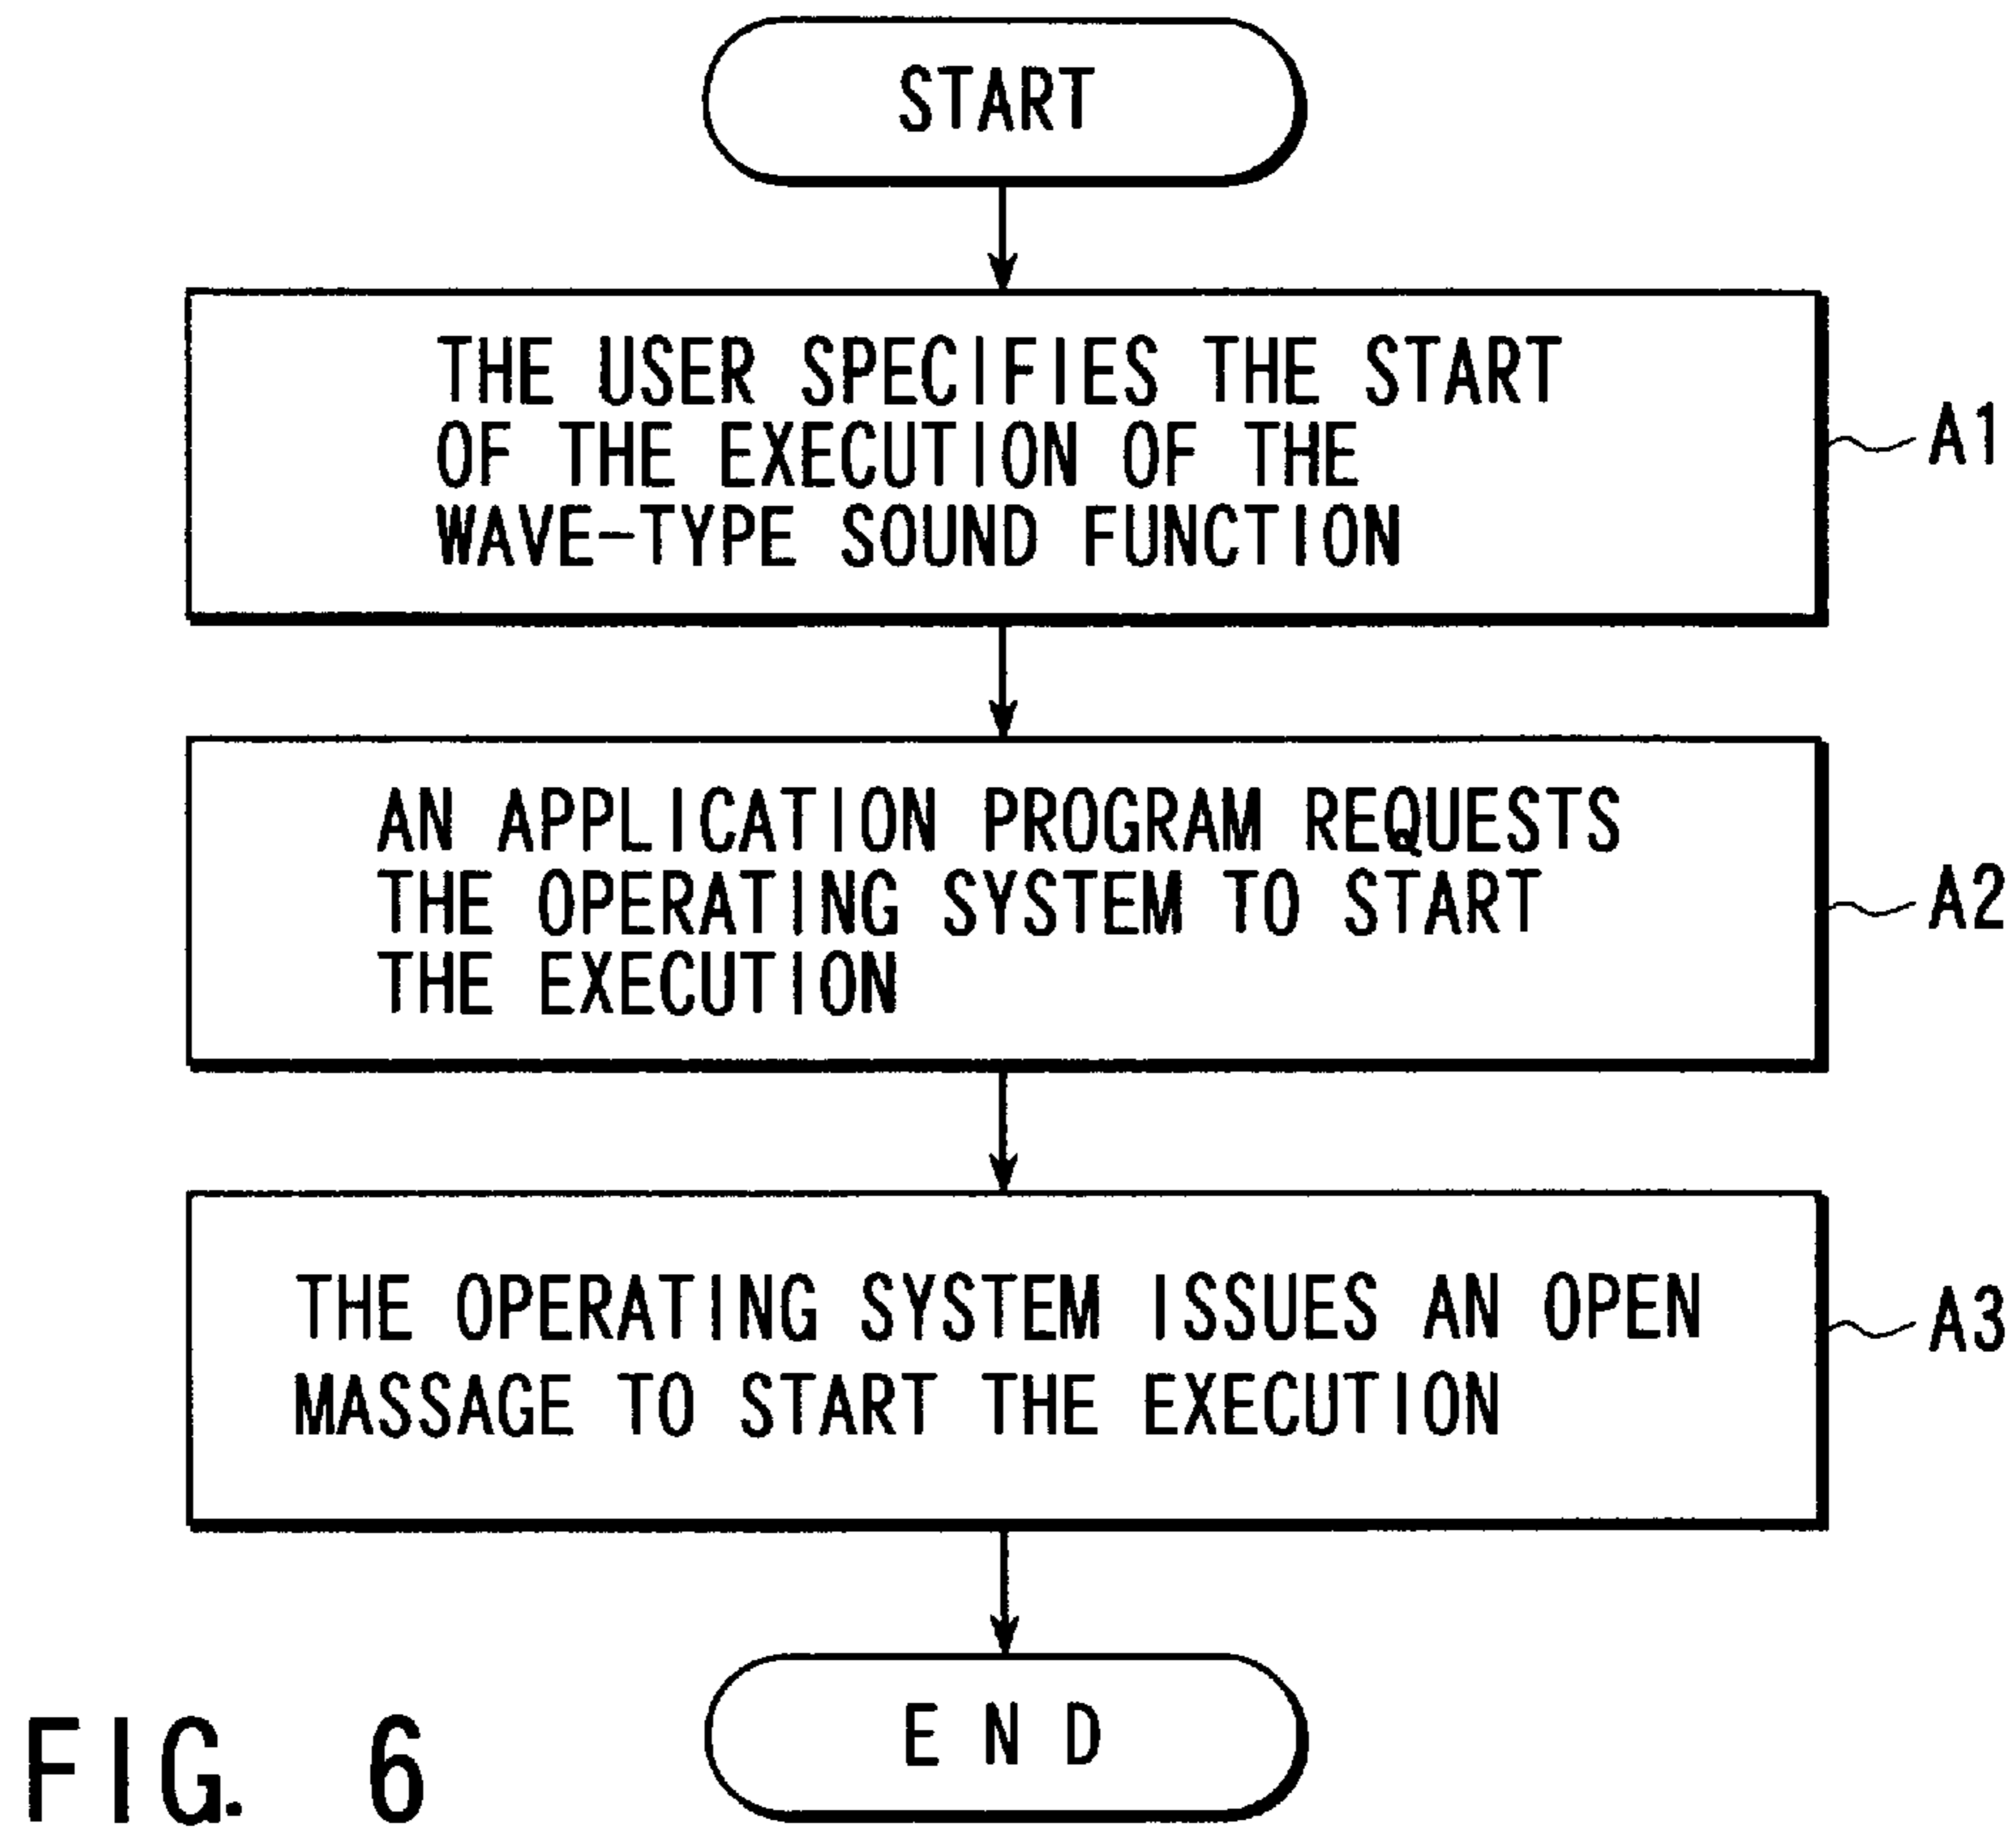 START
THE USER SPECIFIES THE START
OF THE EXECUTION OF THE
WAVE-TYPE SOUND FUNCTION
A1
AN APPLICATION PROGRAM REQUESTS
THE OPERATING SYSTEM TO START
THE EXECUTION
A2
THE OPERATING SYSTEM ISSUES AN OPEN
MASSAGE TO START THE EXECUTION
A3
END
FIG. 6